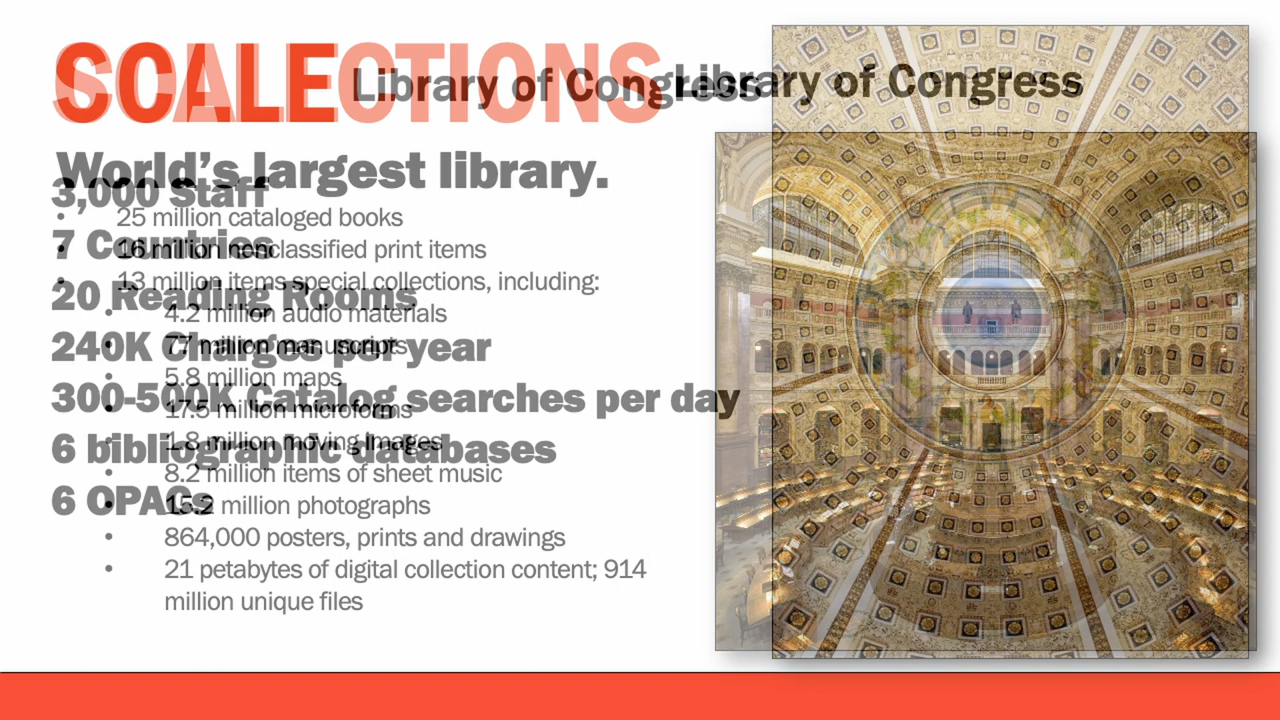 SCALE Library of Congress
COLLECTIONS Library of Congress
World's largest library.
3,000 Staff
• 25 million cataloged books
7 Countries
• 16 million nonclassified print items
• 13 million items special collections, including:
20 Reading Rooms
• 4.2 million audio materials
• 77 million manuscripts
240K Charges per year
• 5.8 million maps
300-500K Catalog searches per day
• 17.5 million microforms
• 1.8 million moving images
6 bibliographic databases
• 8.2 million items of sheet music
6 OPACs
• 15.2 million photographs
• 864,000 posters, prints and drawings
• 21 petabytes of digital collection content; 914
million unique files